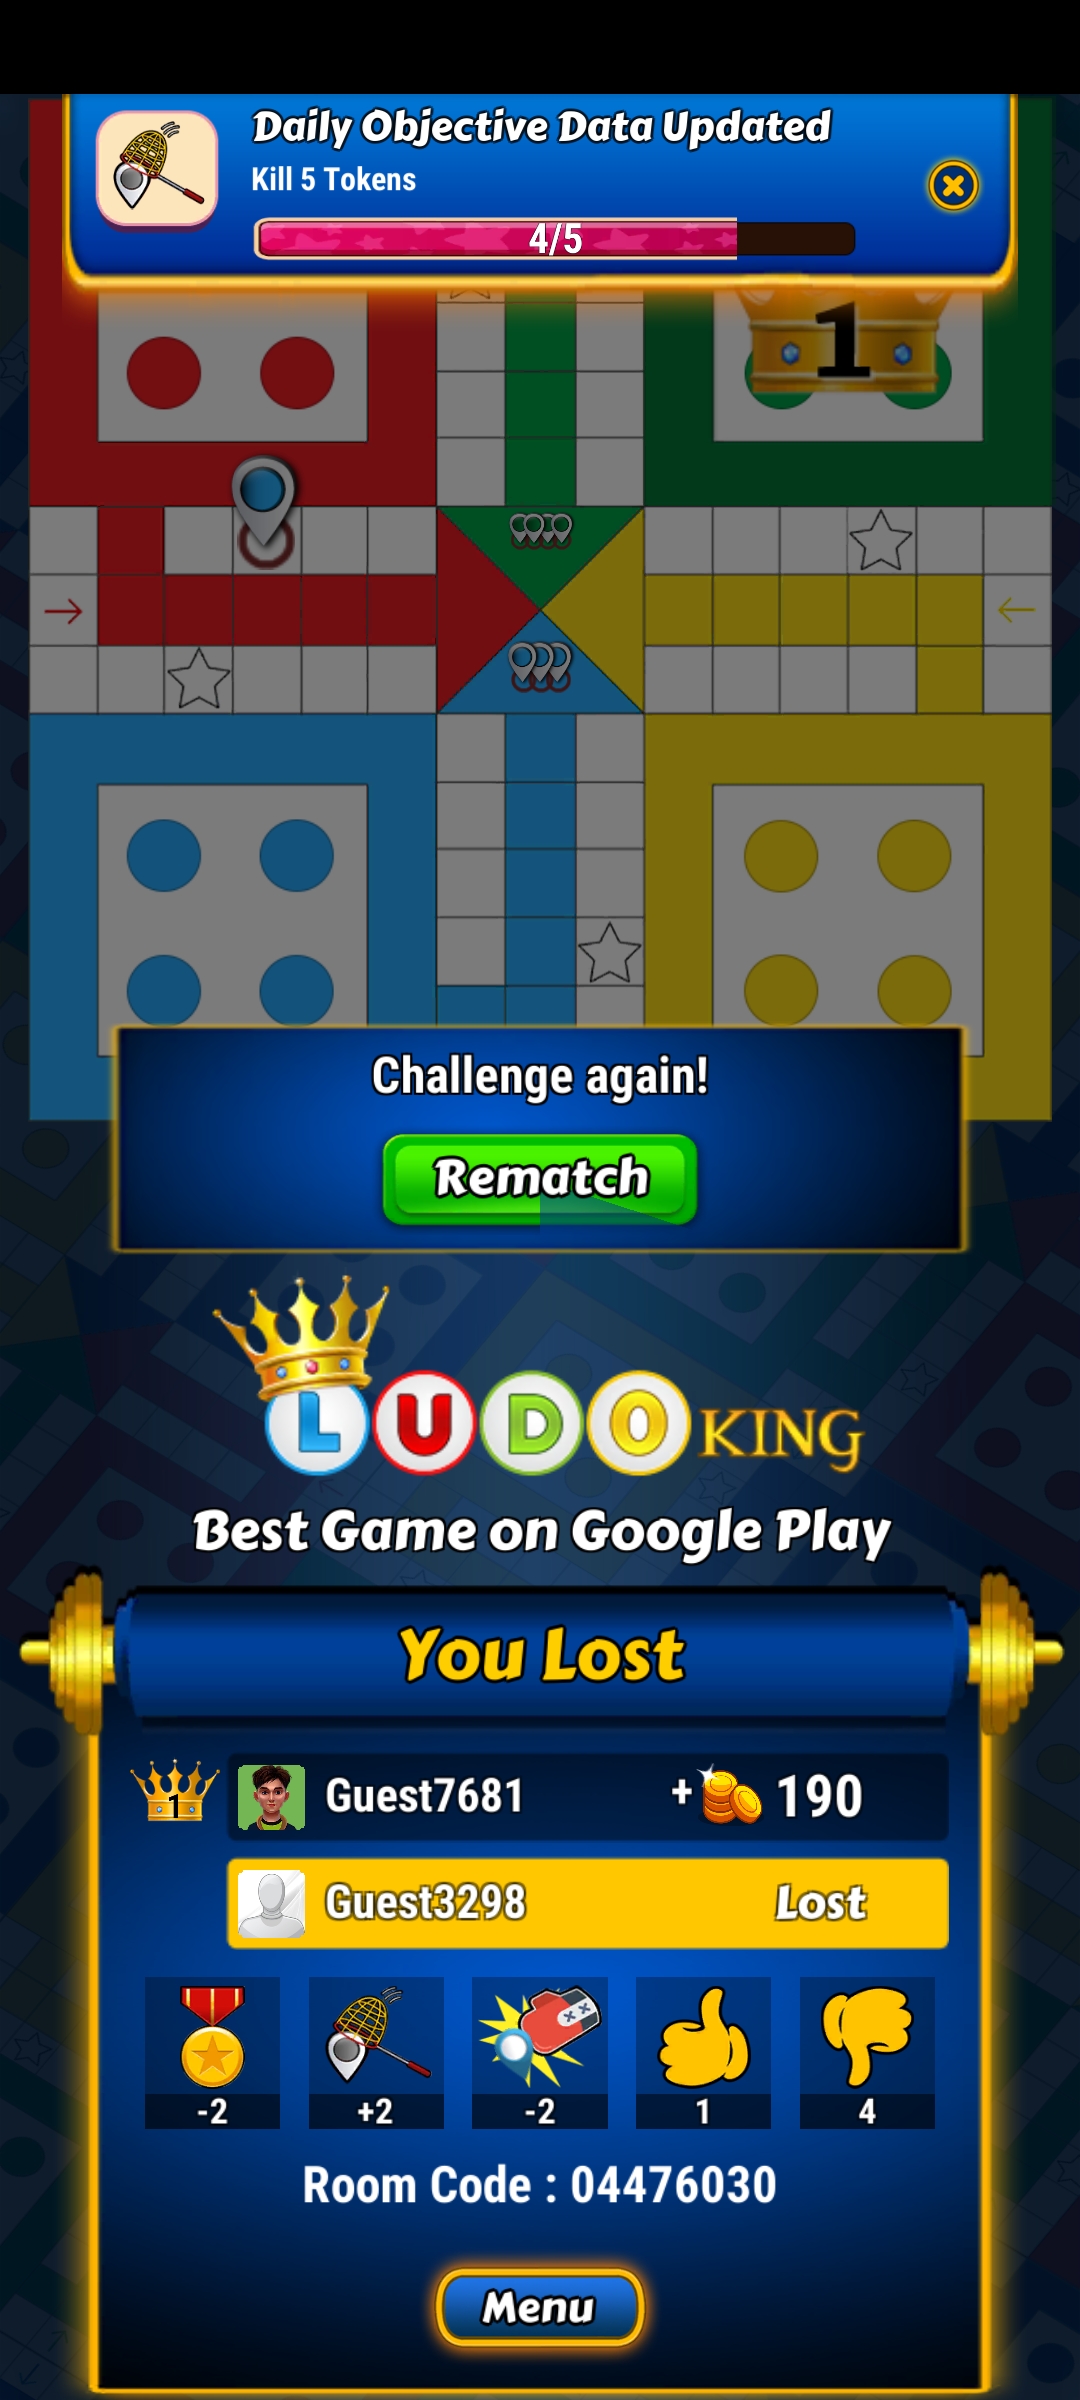 Daily Objective Data Updated
Kill 5 Tokens
4/5
1
Challenge again!
Rematch
LUDO KING
Best Game on Google Play
You Lost
1 Guest7681 + 190
Guest3298 Lost
-2 +2 -2 1 4
Room Code : 04476030
Menu